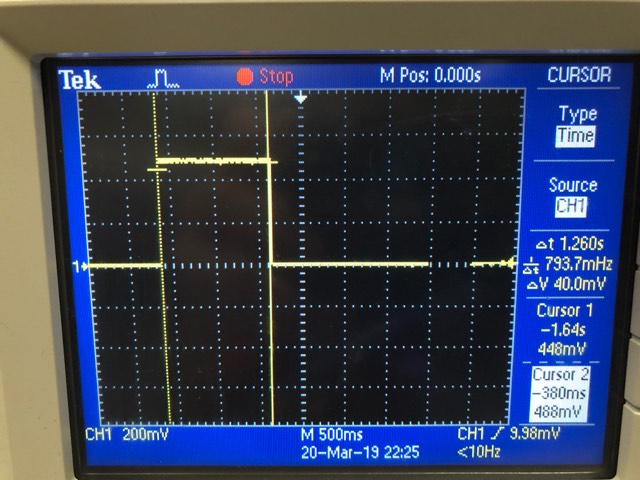 Tek Stop M Pos: 0.000s CURSOR
Type
Time
Source
CH1
Δt 1.260s
1/Δt 793.7mHz
ΔV 40.0mV
1
Cursor 1
-1.64s
448mV
Cursor 2
-380ms
488mV
CH1 200mV M 500ms CH1 9.98mV
20-Mar-19 22:25 <10Hz